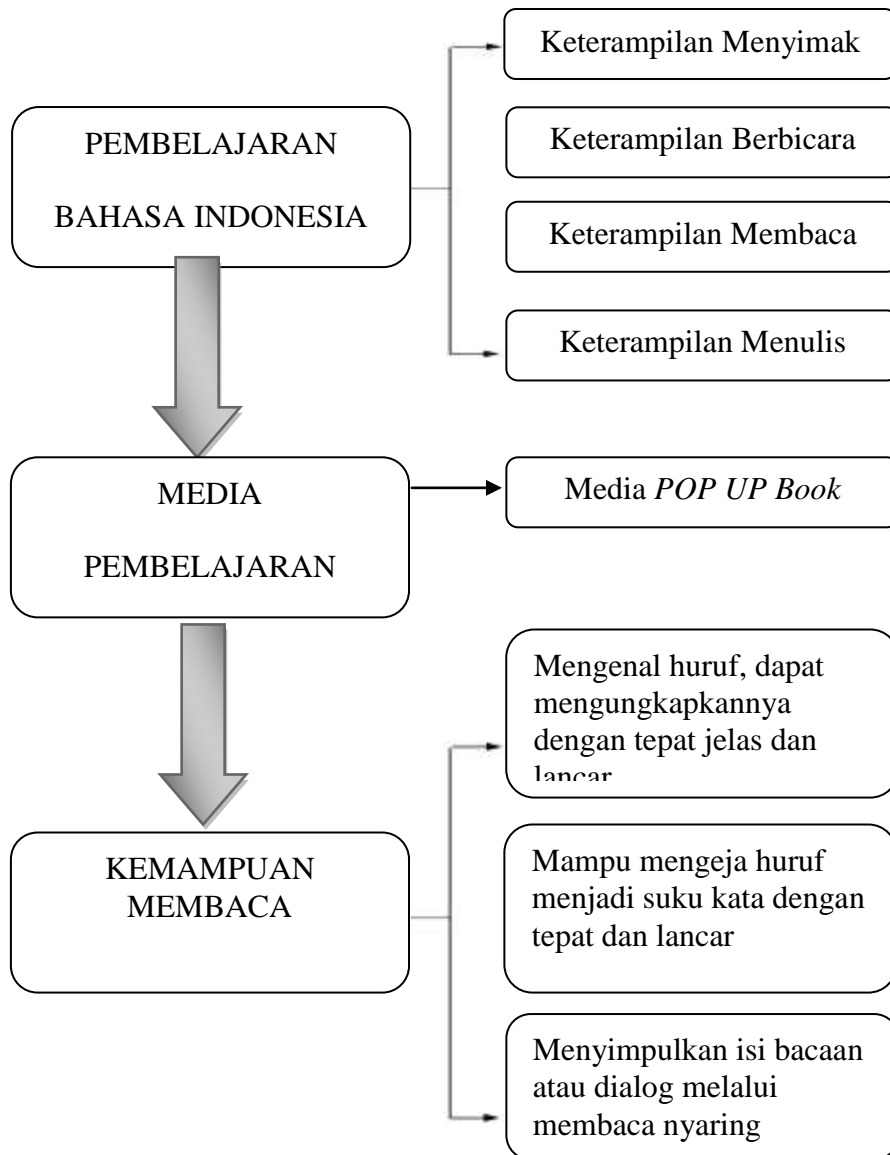 Keterampilan Menyimak
PEMBELAJARAN
BAHASA INDONESIA
Keterampilan Berbicara
Keterampilan Membaca
Keterampilan Menulis
MEDIA
PEMBELAJARAN
Media POP UP Book
Mengenal huruf, dapat
mengungkapkannya
dengan tepat jelas dan
lancar
KEMAMPUAN
MEMBACA
Mampu mengeja huruf
menjadi suku kata dengan
tepat dan lancar
Menyimpulkan isi bacaan
atau dialog melalui
membaca nyaring